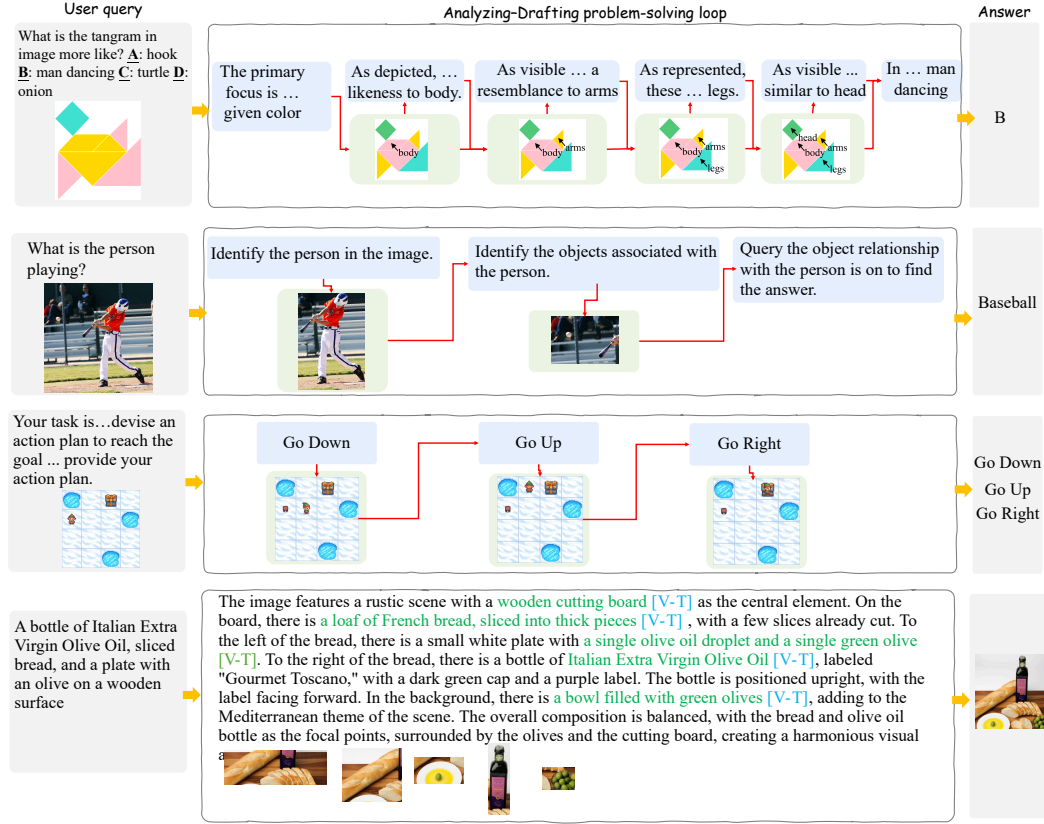 User query
Analyzing-Drafting problem-solving loop
Answer
What is the tangram in
image more like? A: hook
B: man dancing C: turtle D:
onion
The primary
focus is …
given color
As depicted, …
likeness to body.
As visible … a
resemblance to arms
As represented,
these … legs.
As visible ...
similar to head
In … man
dancing
body
body
arms
body
arms
legs
head
body
arms
legs
B
What is the person
playing?
Identify the person in the image.
Identify the objects associated with
the person.
Query the object relationship
with the person is on to find
the answer.
Baseball
Your task is…devise an
action plan to reach the
goal ... provide your
action plan.
Go Down
Go Up
Go Right
Go Down
Go Up
Go Right
A bottle of Italian Extra
Virgin Olive Oil, sliced
bread, and a plate with
an olive on a wooden
surface
The image features a rustic scene with a wooden cutting board [V-T] as the central element. On the
board, there is a loaf of French bread, sliced into thick pieces [V-T] , with a few slices already cut. To
the left of the bread, there is a small white plate with a single olive oil droplet and a single green olive
[V-T]. To the right of the bread, there is a bottle of Italian Extra Virgin Olive Oil [V-T], labeled
"Gourmet Toscano," with a dark green cap and a purple label. The bottle is positioned upright, with the
label facing forward. In the background, there is a bowl filled with green olives [V-T], adding to the
Mediterranean theme of the scene. The overall composition is balanced, with the bread and olive oil
bottle as the focal points, surrounded by the olives and the cutting board, creating a harmonious visual